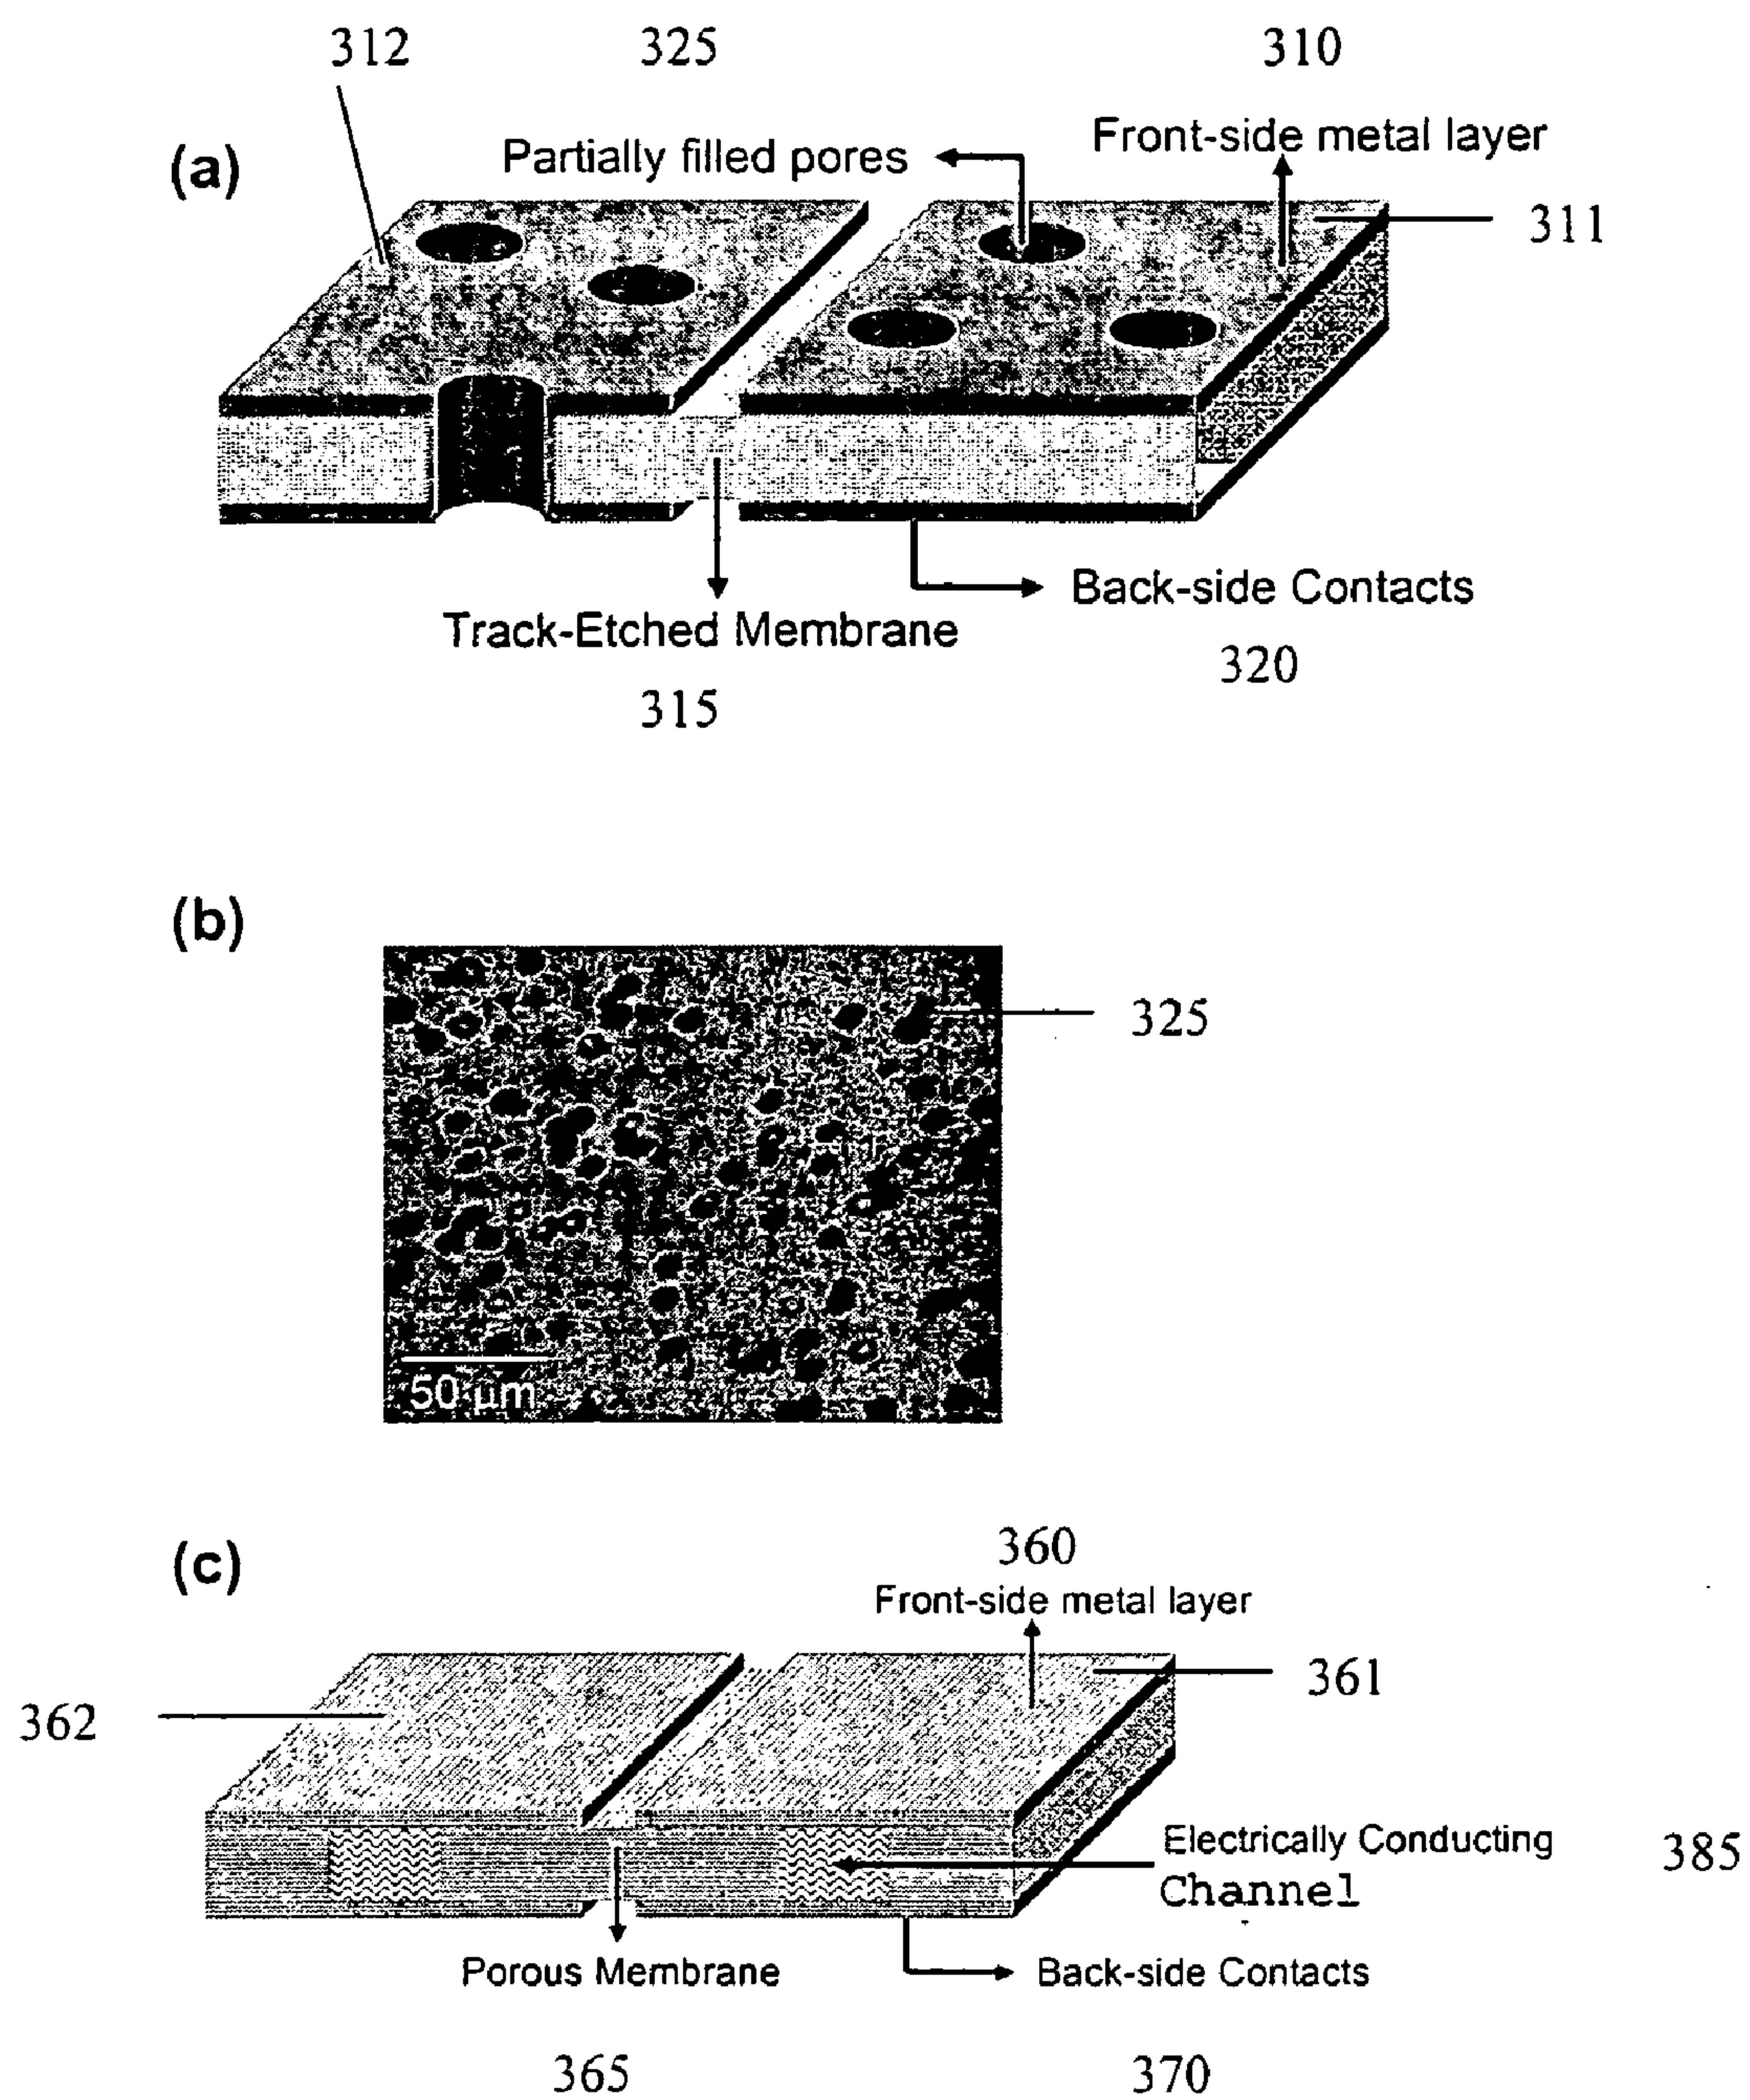 312 325 310
(a)
Partially filled pores
Front-side metal layer
311
Back-side Contacts
Track-Etched Membrane
320
315
(b)
325
50 µm
(c)
360
Front-side metal layer
361
362
Electrically Conducting
Channel
385
Porous Membrane
Back-side Contacts
365 370